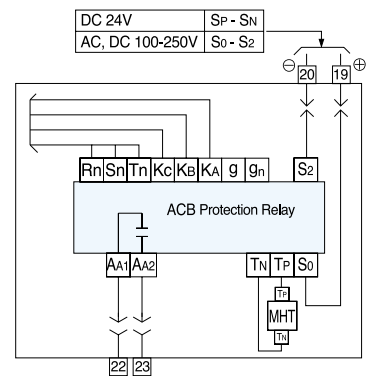 DC 24V SP - SN
AC, DC 100-250V S0 - S2
⊖ ⊕
20 19
Rn Sn Tn KC KB KA g gn S2
ACB Protection Relay
AA1 AA2 TN TP S0
TP
MHT
TN
22 23